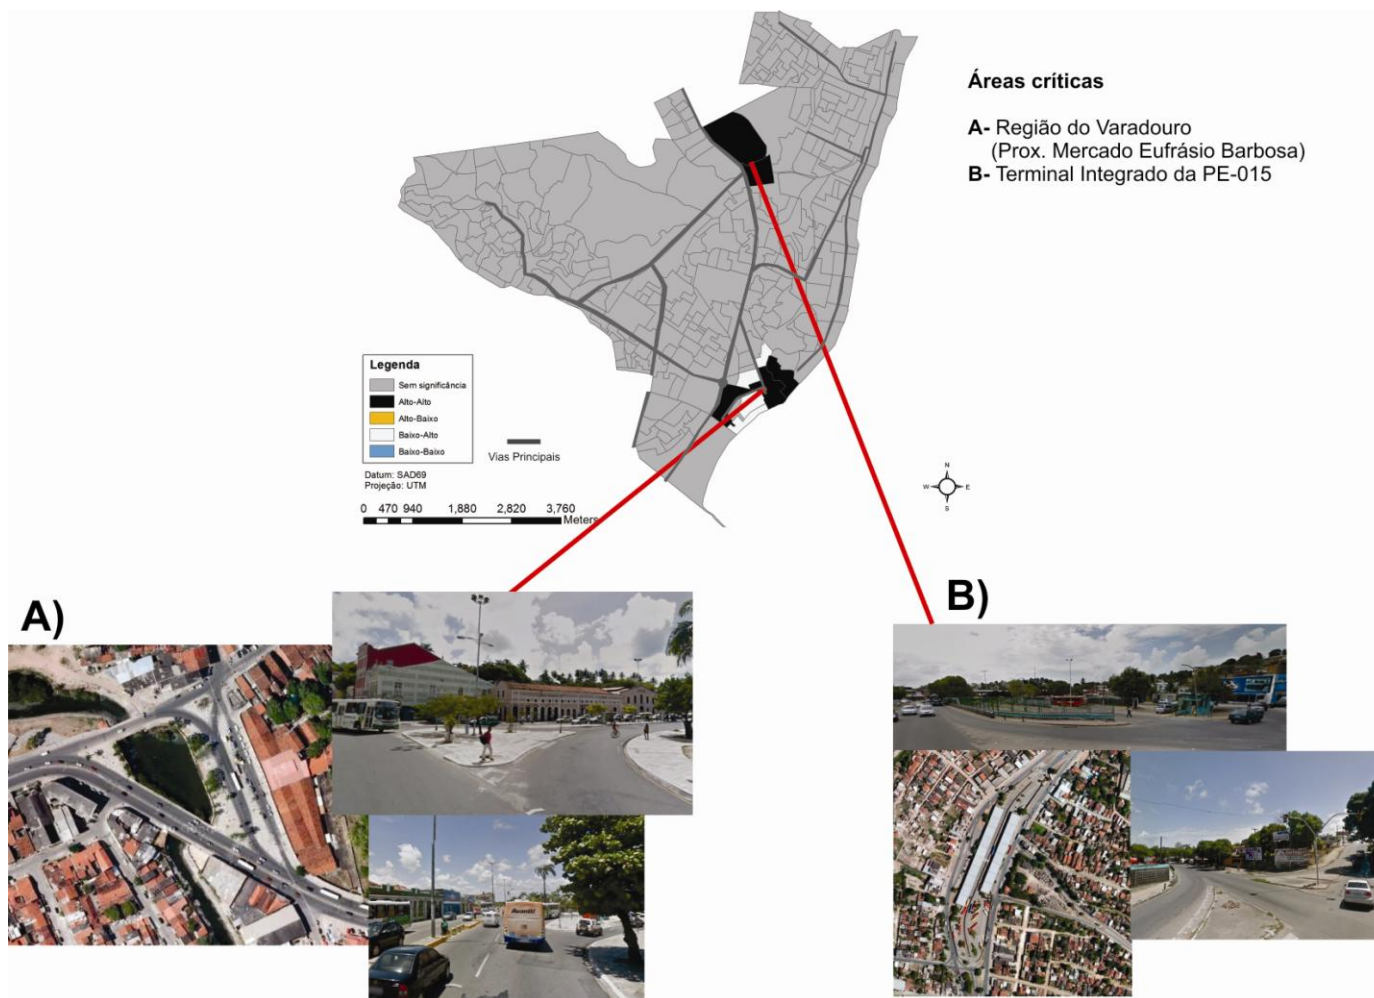 Áreas críticas
A- Região do Varadouro
(Prox. Mercado Eufrásio Barbosa)
B- Terminal Integrado da PE-015
Legenda
Sem significância
Alto-Alto
Alto-Baixo
Baixo-Alto
Baixo-Baixo
Vias Principais
Datum: SAD69
Projeção: UTM
0 470 940 1,880 2,820 3,760
Meters
N
W E
S
A)
B)